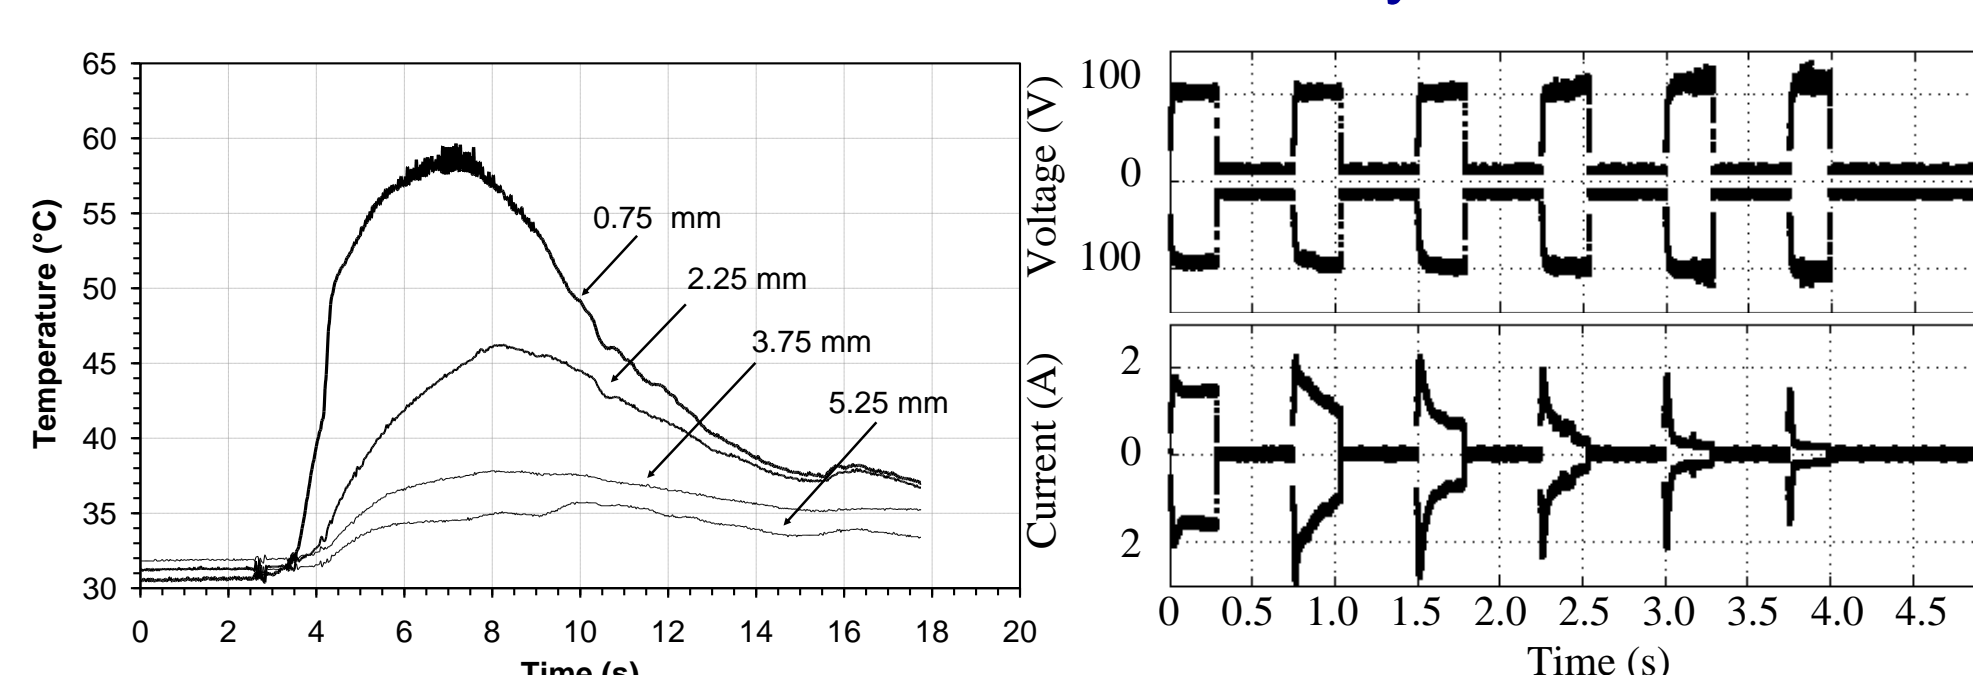 65
60
55
50
45
40
35
30
Temperature (°C)
0.75 mm
2.25 mm
3.75 mm
5.25 mm
0 2 4 6 8 10 12 14 16 18 20
Time (s)
100
0
100
Voltage (V)
2
0
2
Current (A)
0 0.5 1.0 1.5 2.0 2.5 3.0 3.5 4.0 4.5
Time (s)